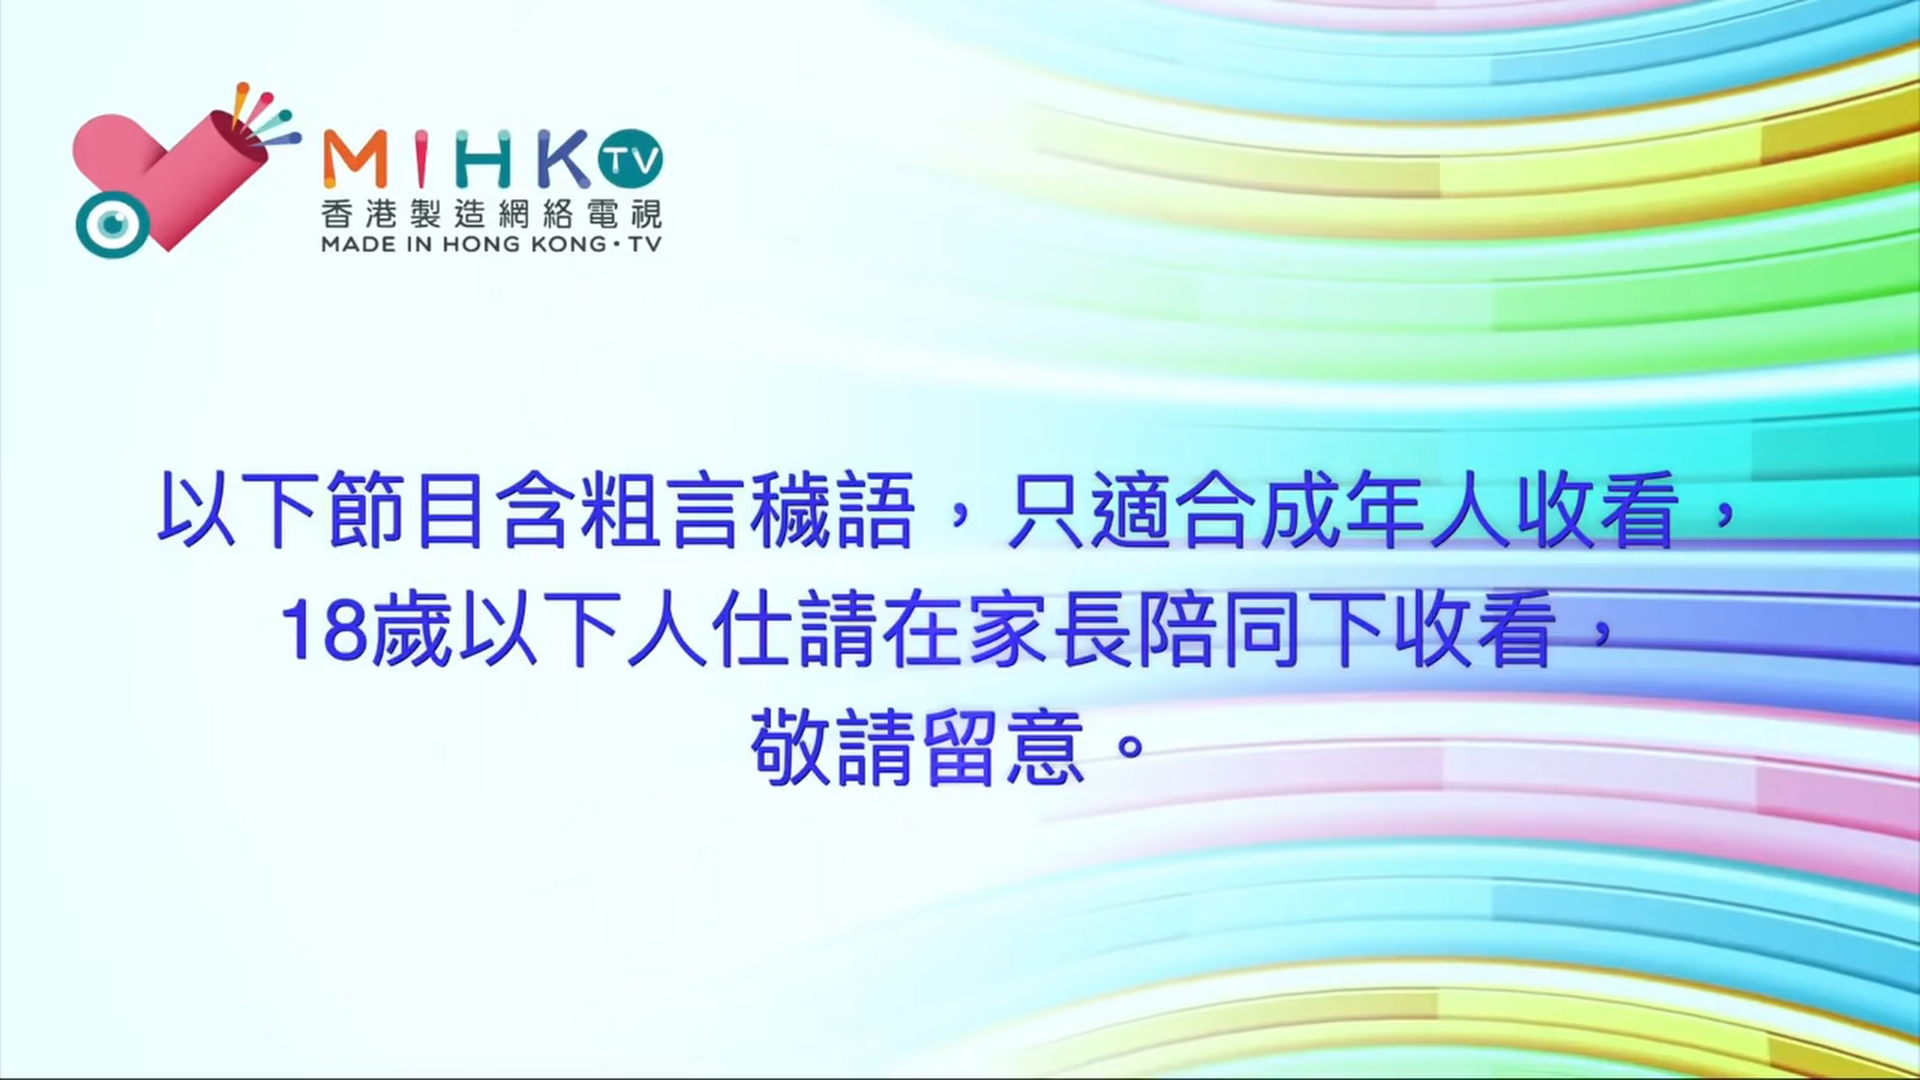 MIHK TV
香港製造網絡電視
MADE IN HONG KONG·TV
以下節目含粗言穢語，只適合成年人收看，
18歲以下人仕請在家長陪同下收看，
敬請留意。